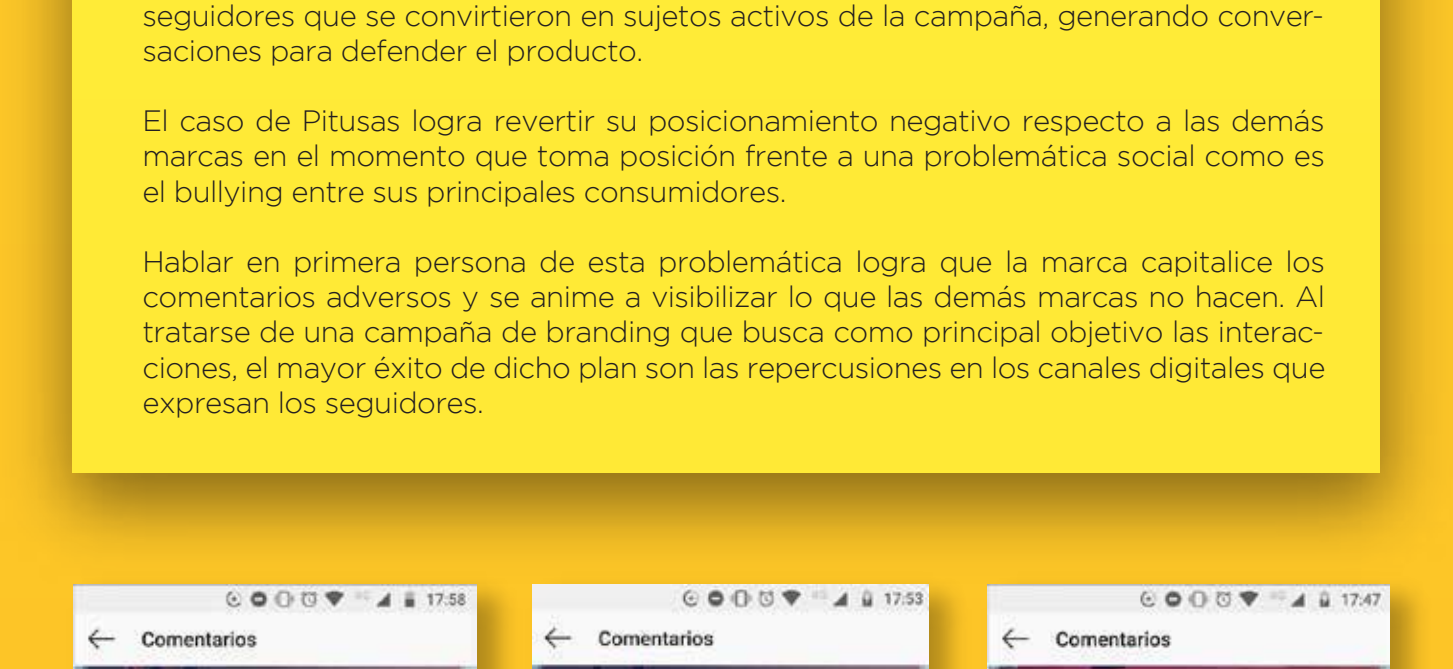 seguidores que se convirtieron en sujetos activos de la campaña, generando conver-
saciones para defender el producto.
El caso de Pitusas logra revertir su posicionamiento negativo respecto a las demás
marcas en el momento que toma posición frente a una problemática social como es
el bullying entre sus principales consumidores.
Hablar en primera persona de esta problemática logra que la marca capitalice los
comentarios adversos y se anime a visibilizar lo que las demás marcas no hacen. Al
tratarse de una campaña de branding que busca como principal objetivo las interac-
ciones, el mayor éxito de dicho plan son las repercusiones en los canales digitales que
expresan los seguidores.
17:58
Comentarios
17:53
Comentarios
17:47
Comentarios